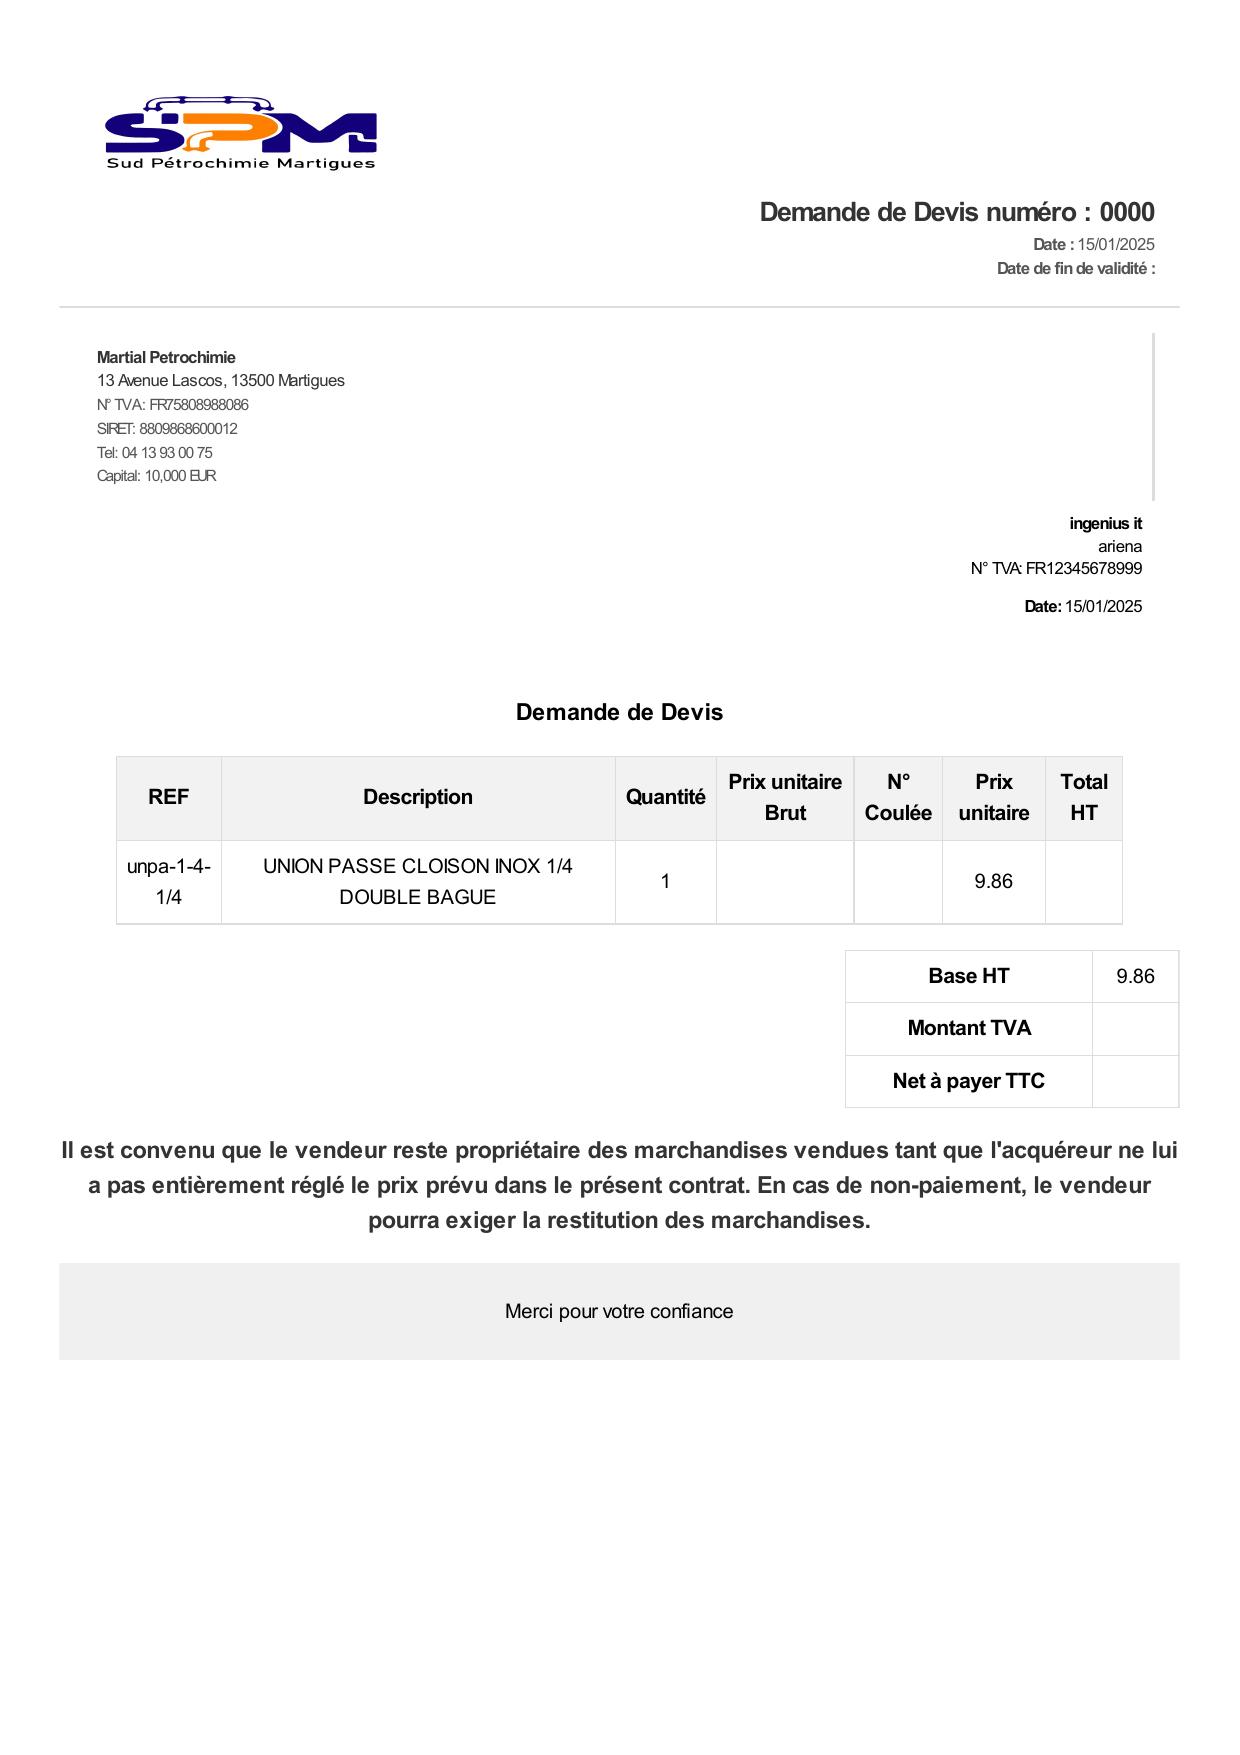 SPM
Sud Pétrochimie Martigues
Demande de Devis numéro : 0000
Date : 15/01/2025
Date de fin de validité :
Martial Petrochimie
13 Avenue Lascos, 13500 Martigues
N° TVA: FR75808988086
SIRET: 8809868600012
Tel: 04 13 93 00 75
Capital: 10,000 EUR
ingenius it
ariena
N° TVA: FR12345678999
Date: 15/01/2025
Demande de Devis
REF Description Quantité Prix unitaire Brut N° Coulée Prix unitaire Total HT
unpa-1-4-1/4 UNION PASSE CLOISON INOX 1/4 DOUBLE BAGUE 1 9.86
Base HT 9.86
Montant TVA
Net à payer TTC
Il est convenu que le vendeur reste propriétaire des marchandises vendues tant que l'acquéreur ne lui
a pas entièrement réglé le prix prévu dans le présent contrat. En cas de non-paiement, le vendeur
pourra exiger la restitution des marchandises.
Merci pour votre confiance